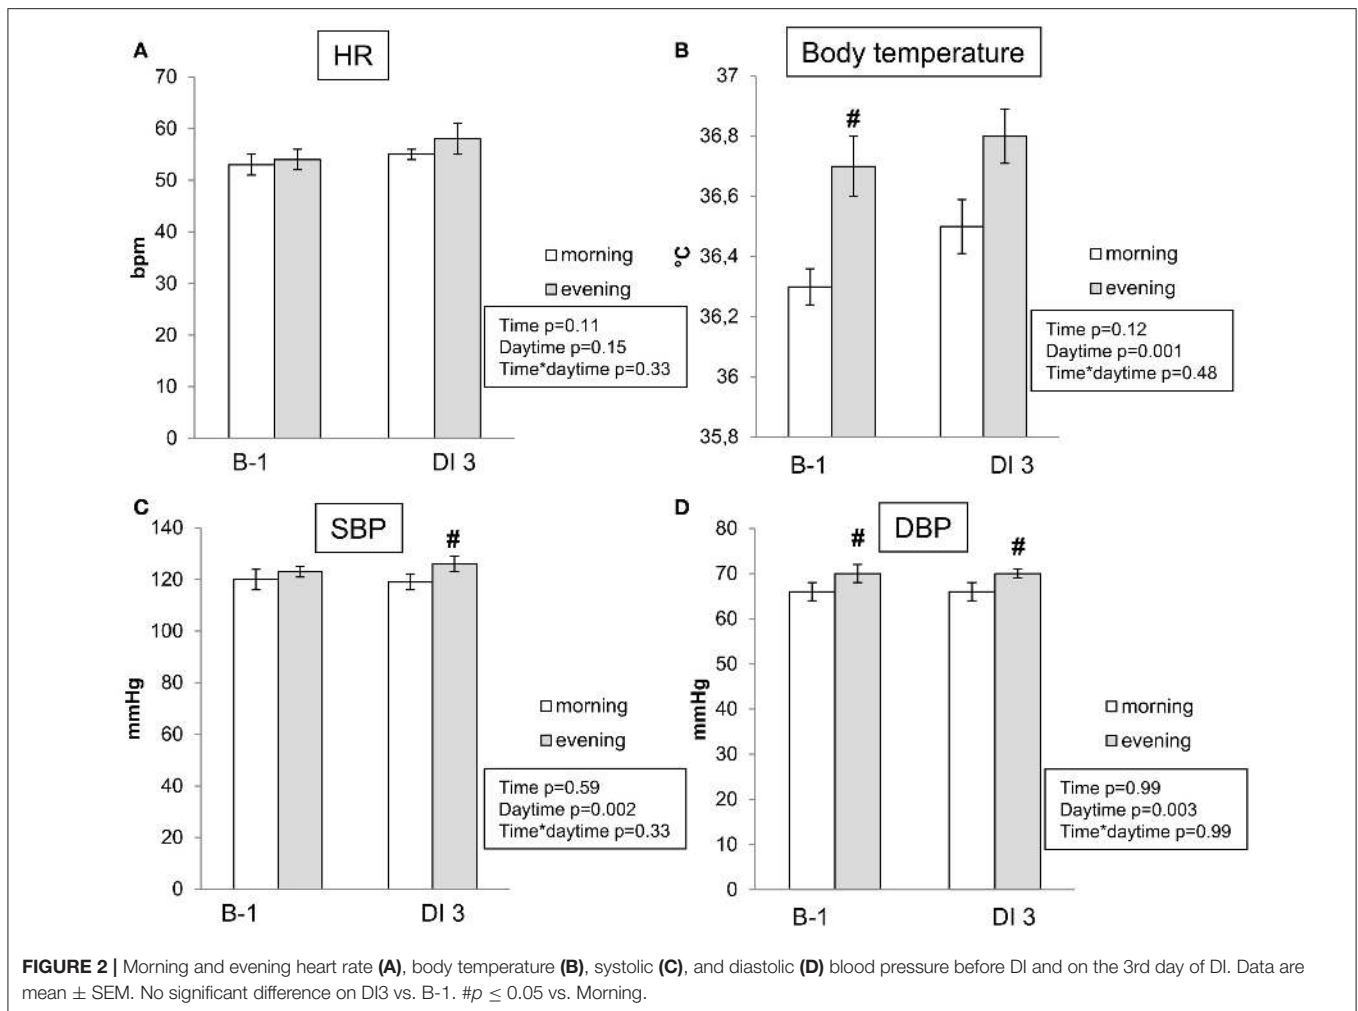 A
HR
70
60
50
40
30
20
10
0
bpm
B-1
DI 3
morning
evening
Time p=0.11
Daytime p=0.15
Time*daytime p=0.33
B
Body temperature
37
36,8
36,6
36,4
36,2
36
35,8
°C
#
B-1
DI 3
morning
evening
Time p=0.12
Daytime p=0.001
Time*daytime p=0.48
C
SBP
140
120
100
80
60
40
20
0
mmHg
#
B-1
DI 3
morning
evening
Time p=0.59
Daytime p=0.002
Time*daytime p=0.33
D
DBP
80
70
60
50
40
30
20
10
0
mmHg
#
#
B-1
DI 3
morning
evening
Time p=0.99
Daytime p=0.003
Time*daytime p=0.99
FIGURE 2 | Morning and evening heart rate (A), body temperature (B), systolic (C), and diastolic (D) blood pressure before DI and on the 3rd day of DI. Data are
mean ± SEM. No significant difference on DI3 vs. B-1. #p ≤ 0.05 vs. Morning.